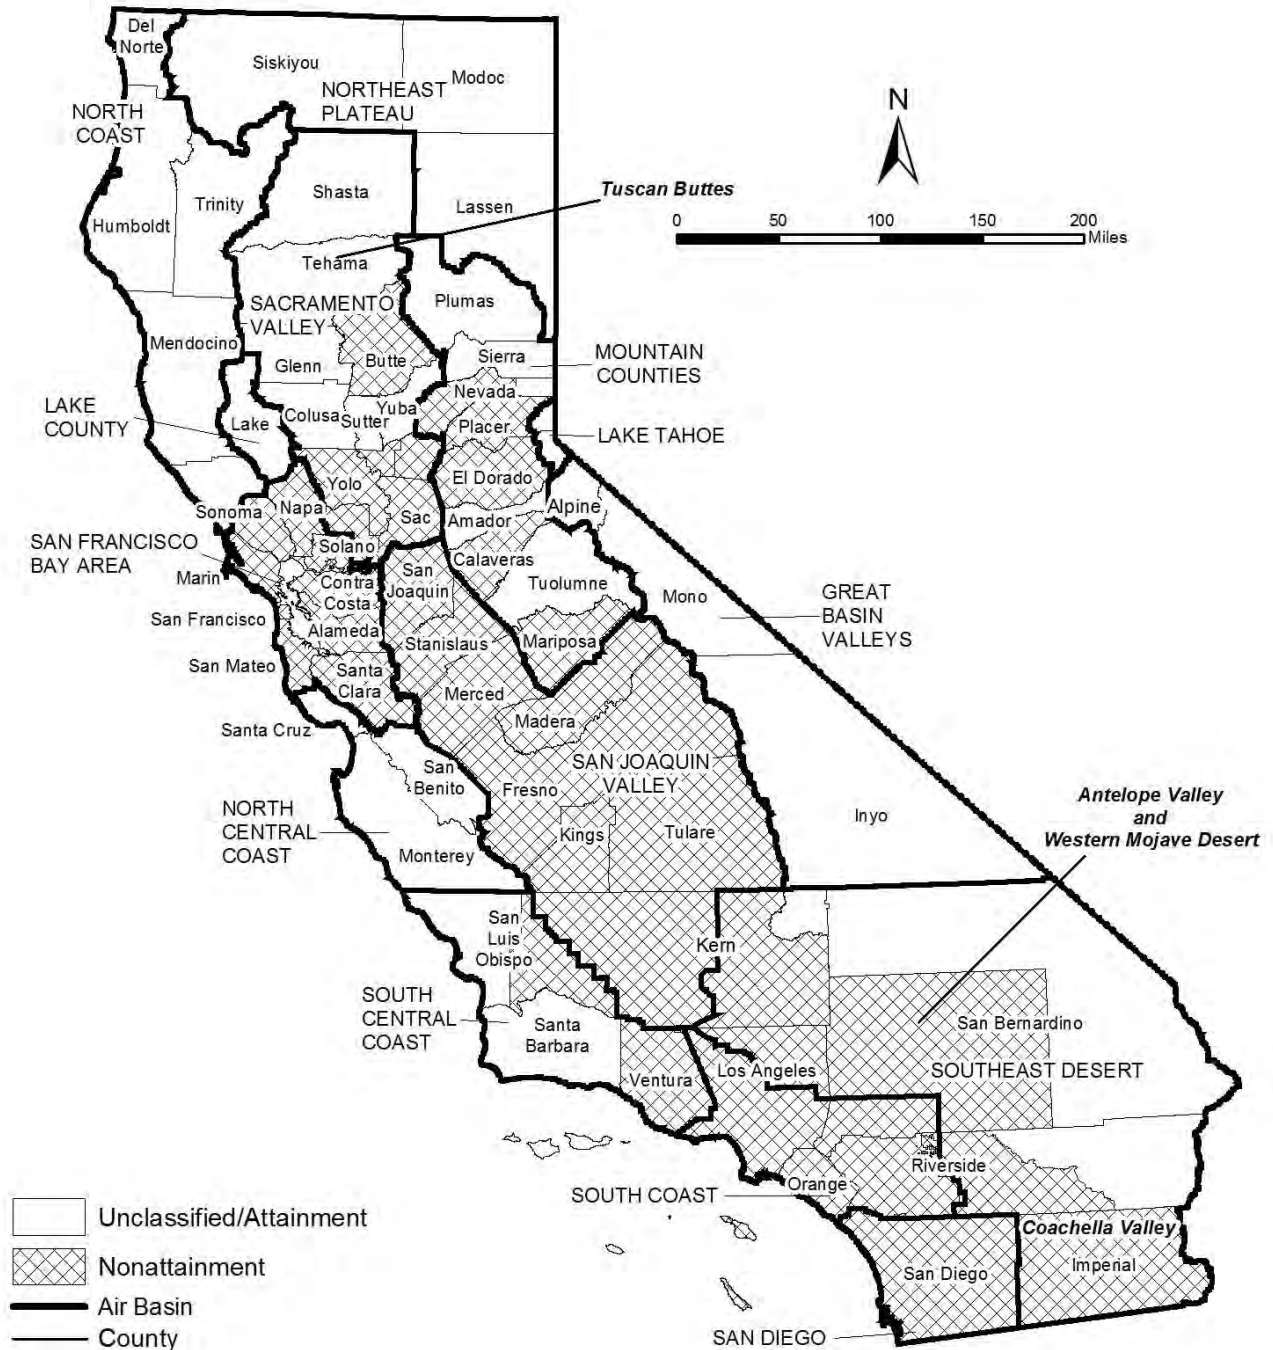 Del
Norte
Siskiyou
Modoc
NORTHEAST
PLATEAU
NORTH
COAST
N
Shasta
Trinity
Tuscan Buttes
Lassen
Humboldt
0 50 100 150 200
Miles
Tehama
SACRAMENTO
VALLEY
Plumas
Mendocino
Glenn
Butte
Sierra
MOUNTAIN
COUNTIES
Nevada
LAKE
COUNTY
Lake
Colusa
Sutter
Yuba
Placer
LAKE TAHOE
Yolo
El Dorado
Sonoma
Napa
Sac
Amador
Alpine
SAN FRANCISCO
BAY AREA
Solano
Calaveras
Marin
Contra
Costa
San
Joaquin
Tuolumne
Mono
GREAT
BASIN
VALLEYS
San Francisco
Alameda
Stanislaus
Mariposa
San Mateo
Santa
Clara
Merced
Santa Cruz
Madera
San
Benito
SAN JOAQUIN
VALLEY
Fresno
NORTH
CENTRAL
COAST
Kings
Tulare
Inyo
Antelope Valley
and
Western Mojave Desert
Monterey
San
Luis
Obispo
Kern
SOUTH
CENTRAL
COAST
Santa
Barbara
San Bernardino
Ventura
Los Angeles
SOUTHEAST DESERT
Riverside
SOUTH COAST
Orange
Coachella Valley
San Diego
Imperial
SAN DIEGO
Unclassified/Attainment
Nonattainment
Air Basin
County